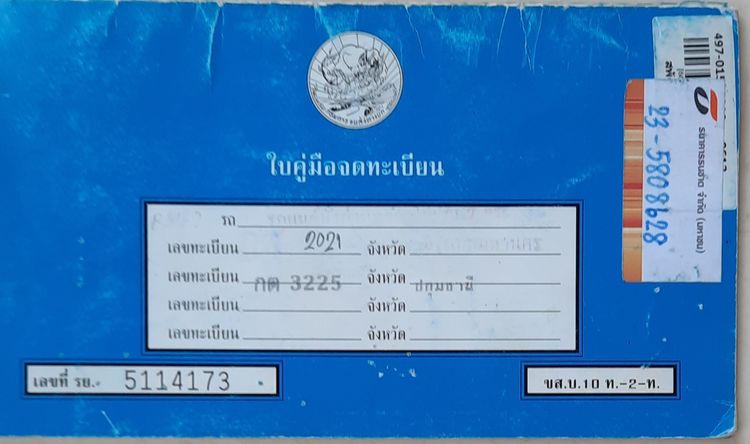 ใบคู่มือจดทะเบียน
รถ
เลขทะเบียน 2021 จังหวัด
เลขทะเบียน กต 3225 จังหวัด ปทุมธานี
เลขทะเบียน จังหวัด
เลขทะเบียน จังหวัด
เลขที่ รย. 5114173
ขส.บ.10 ท.-2-ท.
497-015
ธนาคารธนชาต จำกัด (มหาชน)
23-5808628